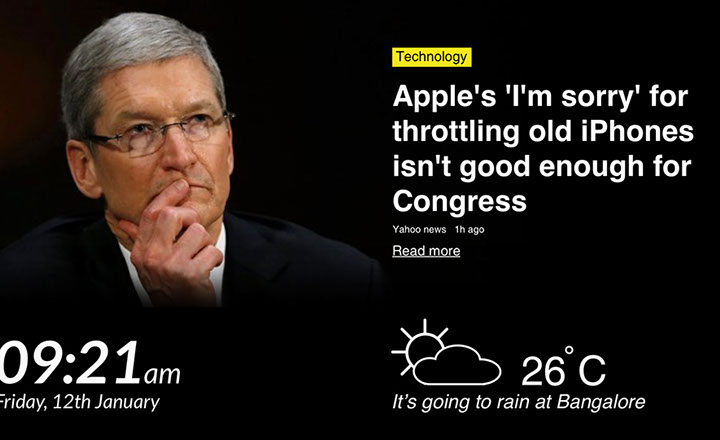 Technology
Apple's 'I'm sorry' for
throttling old iPhones
isn't good enough for
Congress
Yahoo news 1h ago
Read more
09:21am
Friday, 12th January
26°C
It's going to rain at Bangalore